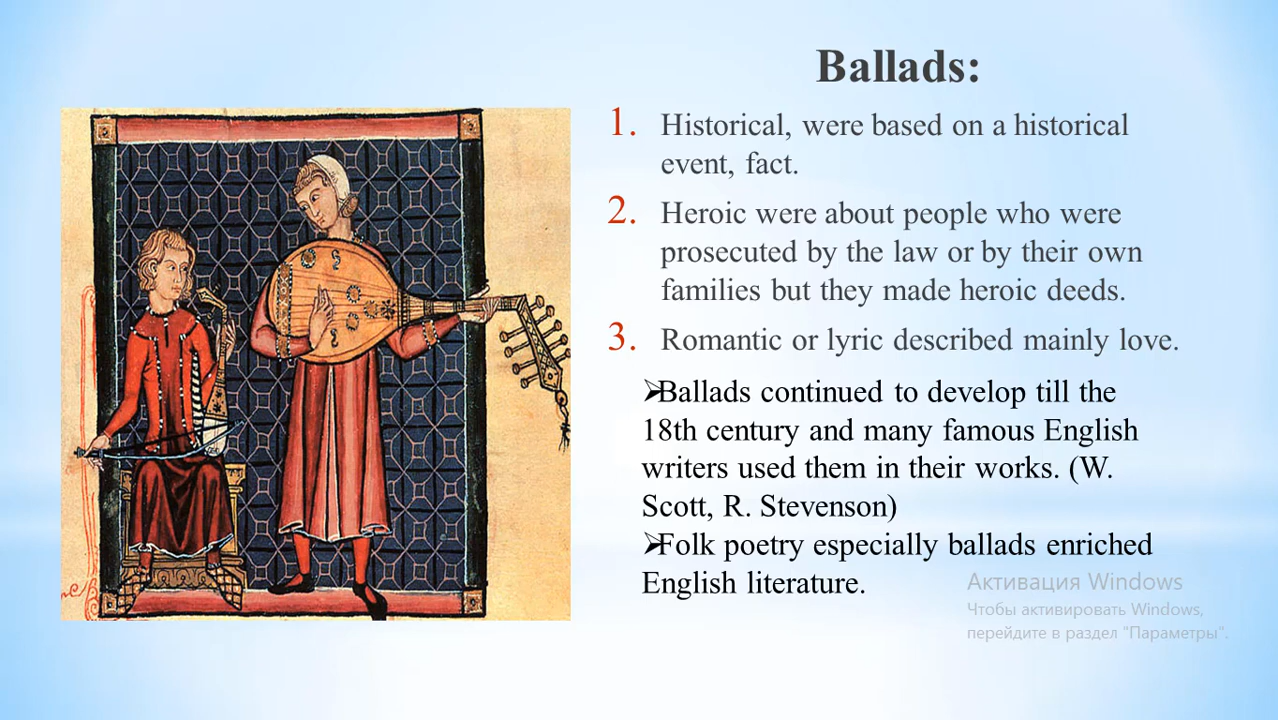 Ballads:
1. Historical, were based on a historical
event, fact.
2. Heroic were about people who were
prosecuted by the law or by their own
families but they made heroic deeds.
3. Romantic or lyric described mainly love.
➢Ballads continued to develop till the
18th century and many famous English
writers used them in their works. (W.
Scott, R. Stevenson)
➢Folk poetry especially ballads enriched
English literature.
Активация Windows
Чтобы активировать Windows,
перейдите в раздел "Параметры".